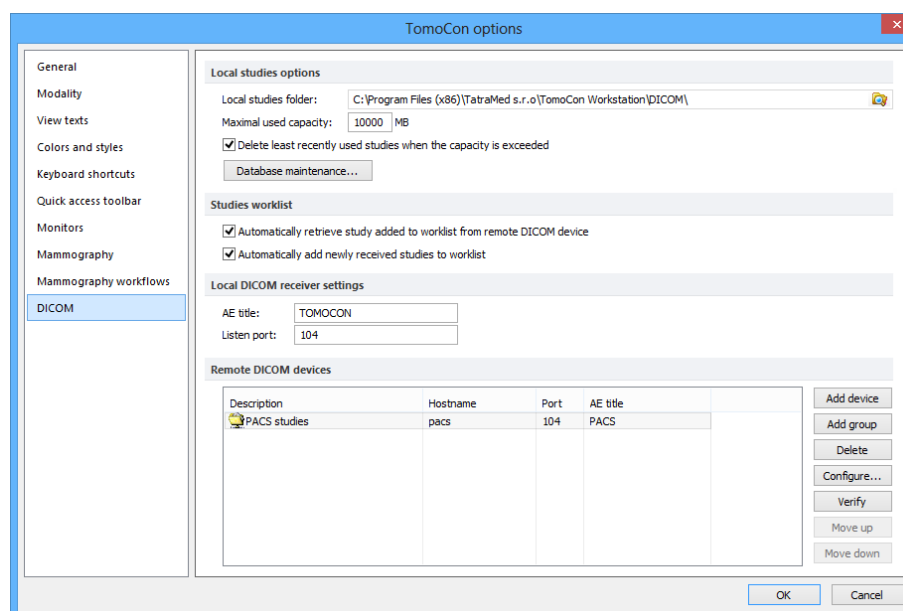 TomoCon options
General
Modality
View texts
Colors and styles
Keyboard shortcuts
Quick access toolbar
Monitors
Mammography
Mammography workflows
DICOM
Local studies options
Local studies folder: C:\Program Files (x86)\TatraMed s.r.o\TomoCon Workstation\DICOM\
Maximal used capacity: 10000 MB
Delete least recently used studies when the capacity is exceeded
Database maintenance...
Studies worklist
Automatically retrieve study added to worklist from remote DICOM device
Automatically add newly received studies to worklist
Local DICOM receiver settings
AE title: TOMOCON
Listen port: 104
Remote DICOM devices
Description Hostname Port AE title
PACS studies pacs 104 PACS
Add device
Add group
Delete
Configure...
Verify
Move up
Move down
OK Cancel